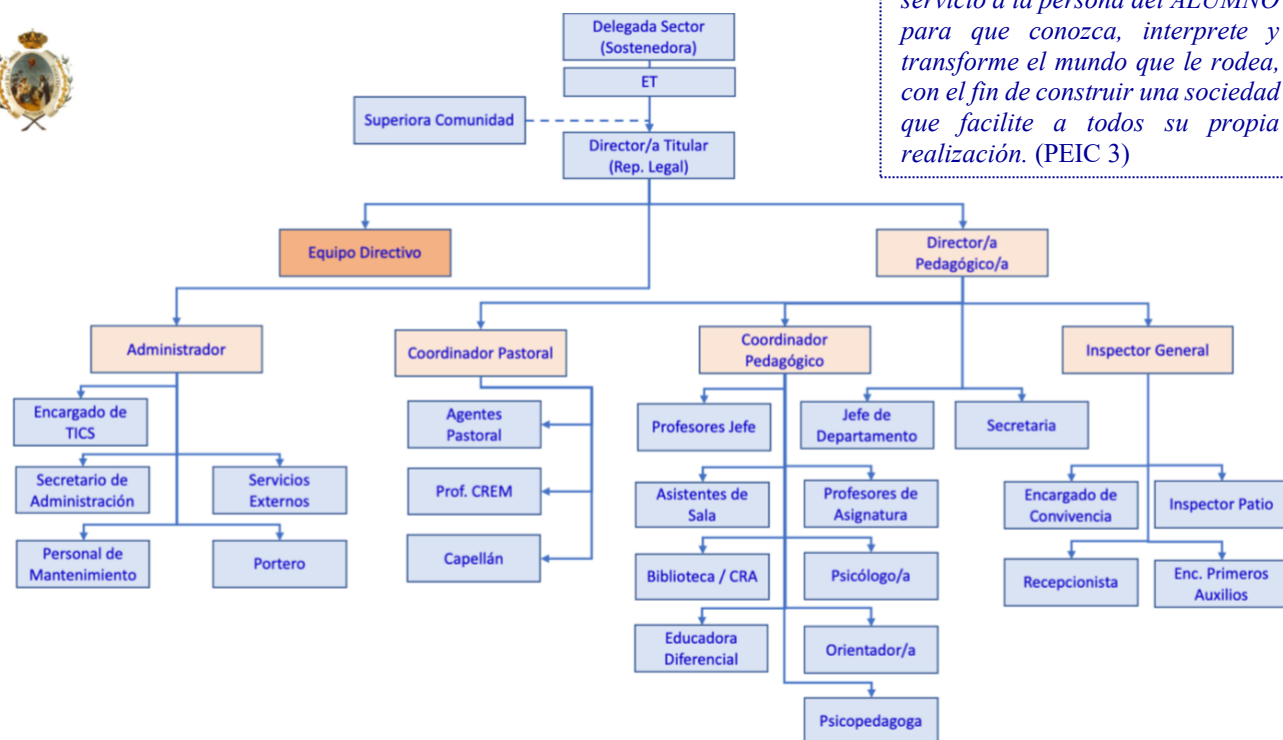 servicio a la persona del ALUMNO
para que conozca, interprete y
transforme el mundo que le rodea,
con el fin de construir una sociedad
que facilite a todos su propia
realización. (PEIC 3)
Delegada Sector
(Sostenedora)
ET
Superiora Comunidad
Director/a Titular
(Rep. Legal)
Equipo Directivo
Director/a
Pedagógico/a
Administrador
Coordinador Pastoral
Coordinador
Pedagógico
Inspector General
Encargado de
TICS
Secretario de
Administración
Servicios
Externos
Personal de
Mantenimiento
Portero
Agentes
Pastoral
Prof. CREM
Capellán
Profesores Jefe
Jefe de
Departamento
Secretaria
Asistentes de
Sala
Profesores de
Asignatura
Biblioteca / CRA
Psicólogo/a
Educadora
Diferencial
Orientador/a
Psicopedagoga
Encargado de
Convivencia
Inspector Patio
Recepcionista
Enc. Primeros
Auxilios